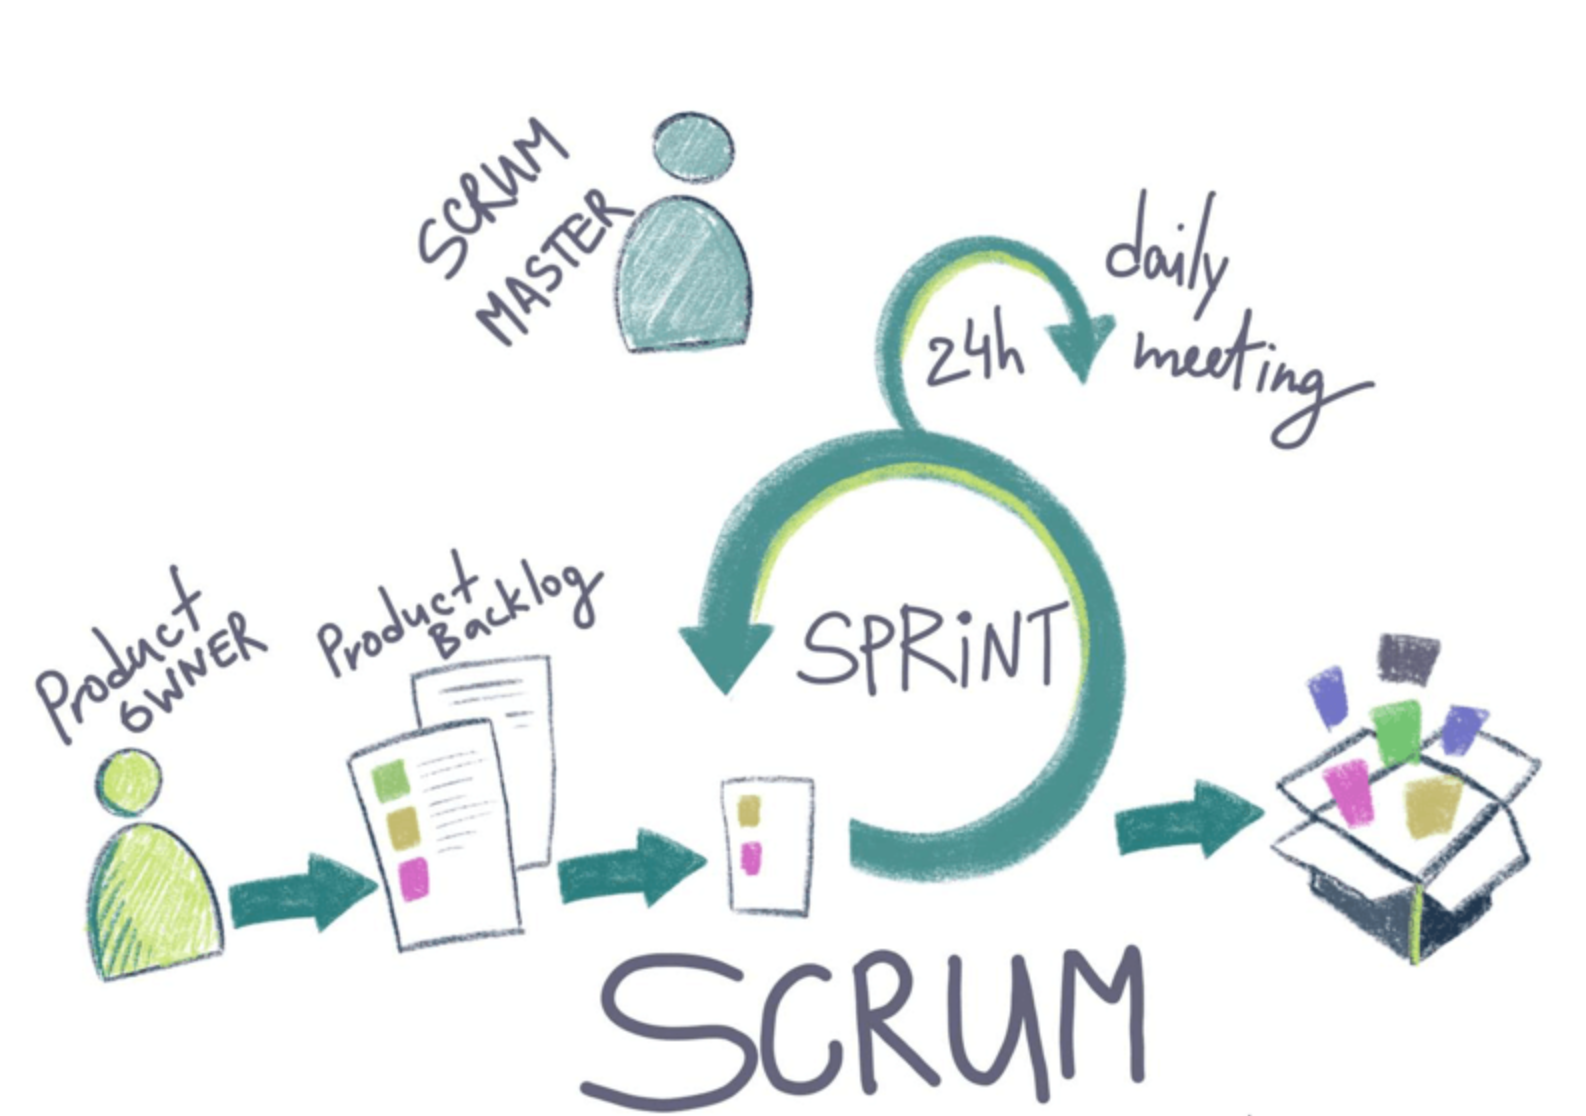 SCRUM
MASTER
daily
meeting
24h
Product
OWNER
Product
Backlog
SPRiNT
SCRUM